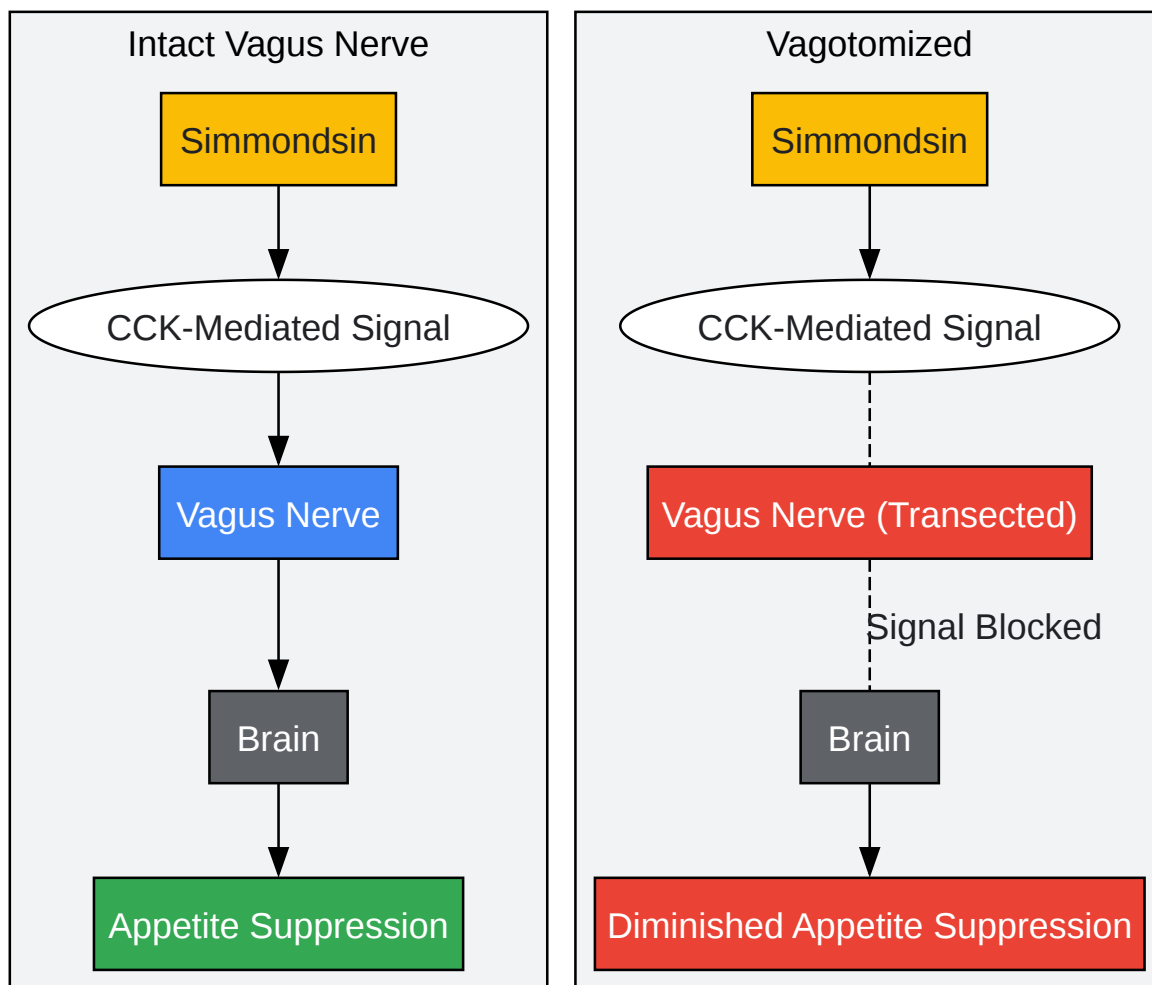 Intact Vagus Nerve
Simmondsin
CCK-Mediated Signal
Vagus Nerve
Brain
Appetite Suppression
Vagotomized
Simmondsin
CCK-Mediated Signal
Vagus Nerve (Transected)
Signal Blocked
Brain
Diminished Appetite Suppression